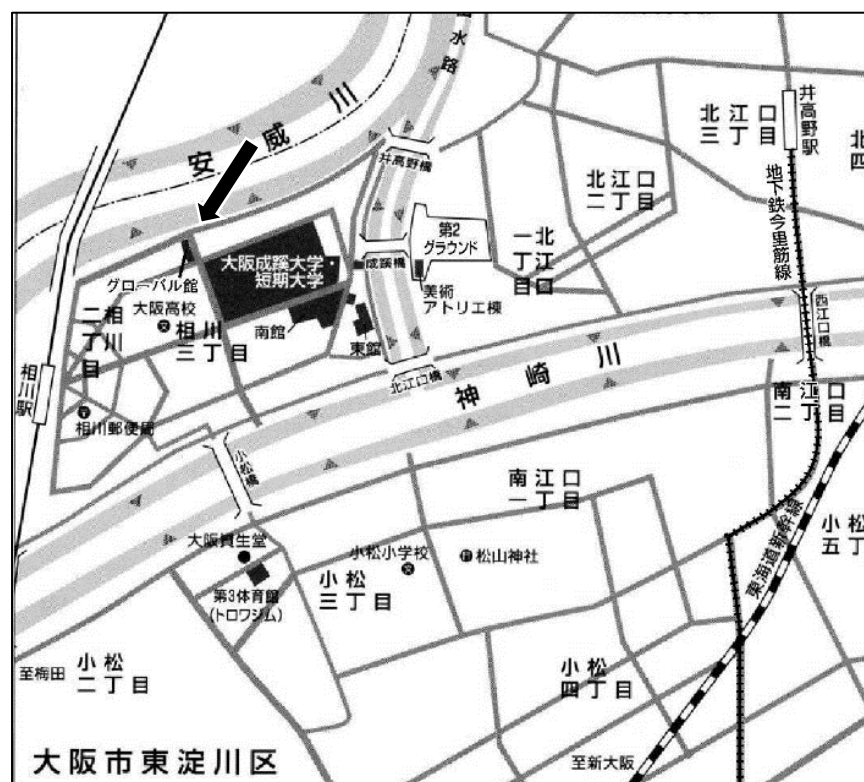 水路
安威川
井高野駅
北江口
三丁目
北
四
井高野橋
地下鉄今里筋線
北江口
二丁目
第2
グラウンド
北江口
一丁目
大阪成蹊大学・
短期大学
成蹊橋
グローバル館
美術
アトリエ棟
大阪高校
相川
二丁目
相川
三丁目
南館
東館
西江口橋
神崎川
北江口橋
相川駅
南江口
二丁目
相川郵便局
小松橋
南江口
一丁目
大阪資生堂
小松小学校
松山神社
東海道新幹線
小松
五丁
第3体育館
(トロワジム)
小松
三丁目
至梅田
小松
二丁目
小松
四丁目
至新大阪
大阪市東淀川区